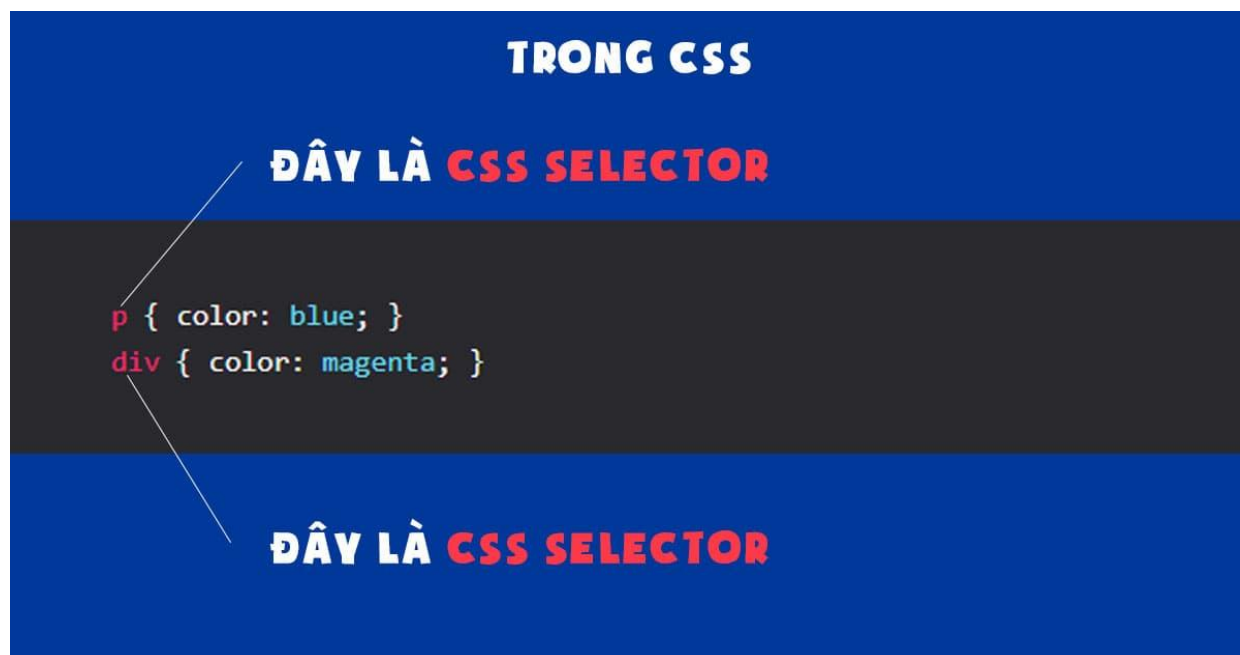 TRONG CSS
ĐÂY LÀ CSS SELECTOR
p { color: blue; }
div { color: magenta; }
ĐÂY LÀ CSS SELECTOR